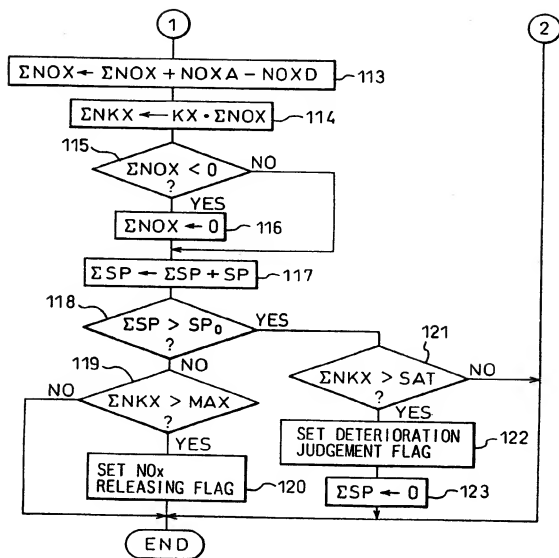 1
2
ΣNOX ← ΣNOX + NOXA − NOXD
113
ΣNKX ← KX · ΣNOX
114
115
ΣNOX < 0
?
NO
YES
ΣNOX ← 0
116
ΣSP ← ΣSP + SP
117
118
ΣSP > SP₀
?
YES
NO
121
ΣNKX > SAT
?
NO
YES
119
NO
ΣNKX > MAX
?
YES
SET DETERIORATION
JUDGEMENT FLAG
122
SET NOx
RELEASING FLAG
120
ΣSP ← 0
123
END